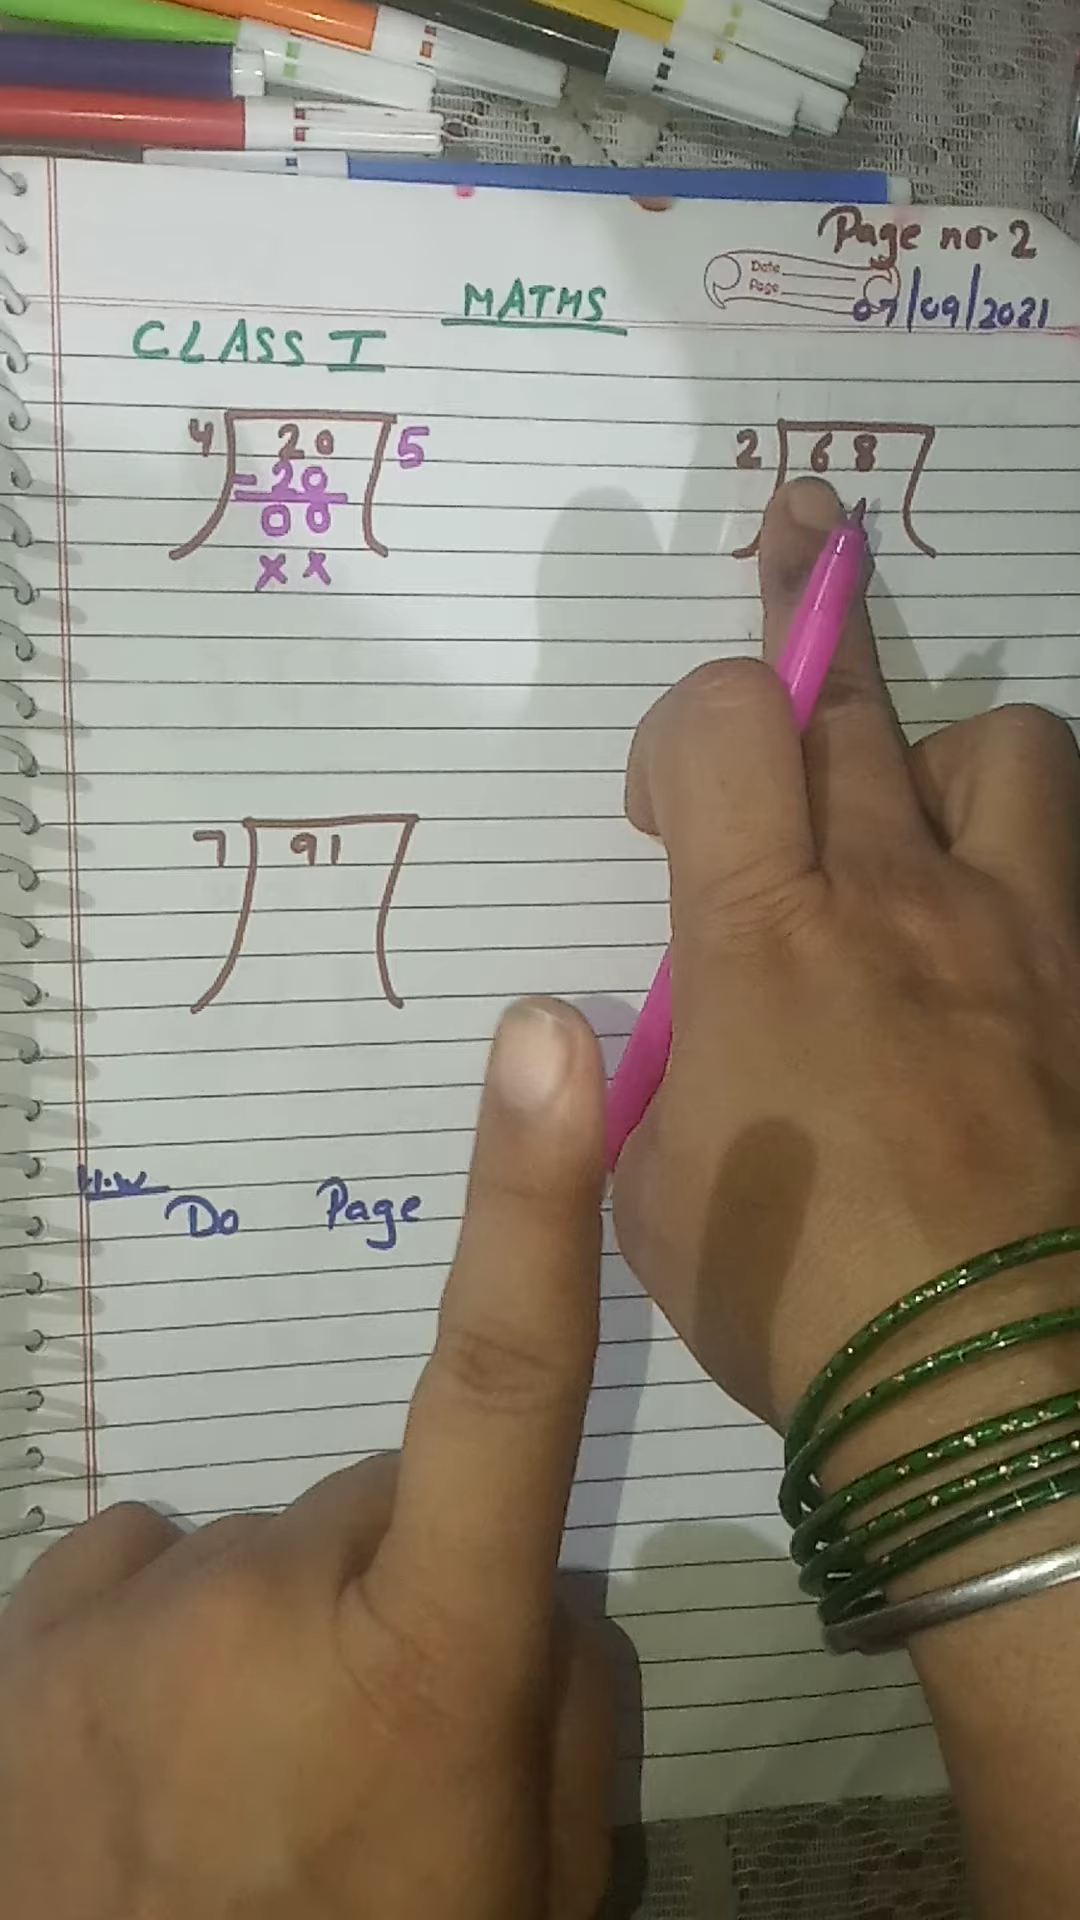 Page no. 2
Date
Page
07/09/2021
MATHS
CLASS I
4 20 5
-20
00
x x
2 68
7 91
H.W
Do Page